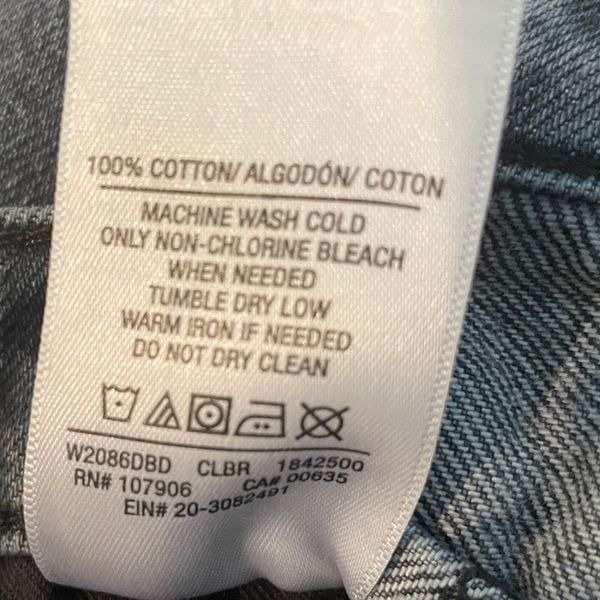 100% COTTON/ ALGODÓN/ COTON
MACHINE WASH COLD
ONLY NON-CHLORINE BLEACH
WHEN NEEDED
TUMBLE DRY LOW
WARM IRON IF NEEDED
DO NOT DRY CLEAN
W2086DBD CLBR 1842500
RN# 107906 CA# 00635
EIN# 20-3082491